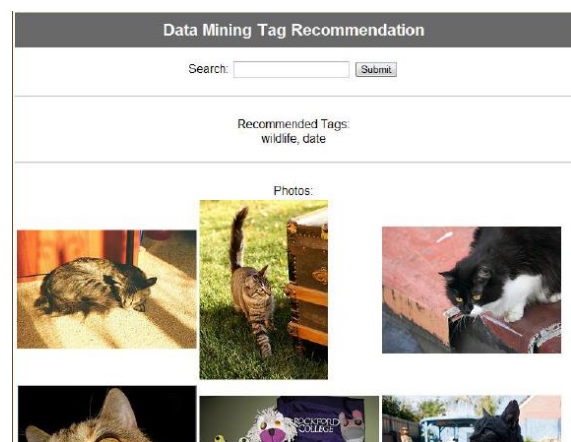 Data Mining Tag Recommendation
Search:
Submit
Recommended Tags:
wildlife, date
Photos:
ROCKFORD
COLLEGE